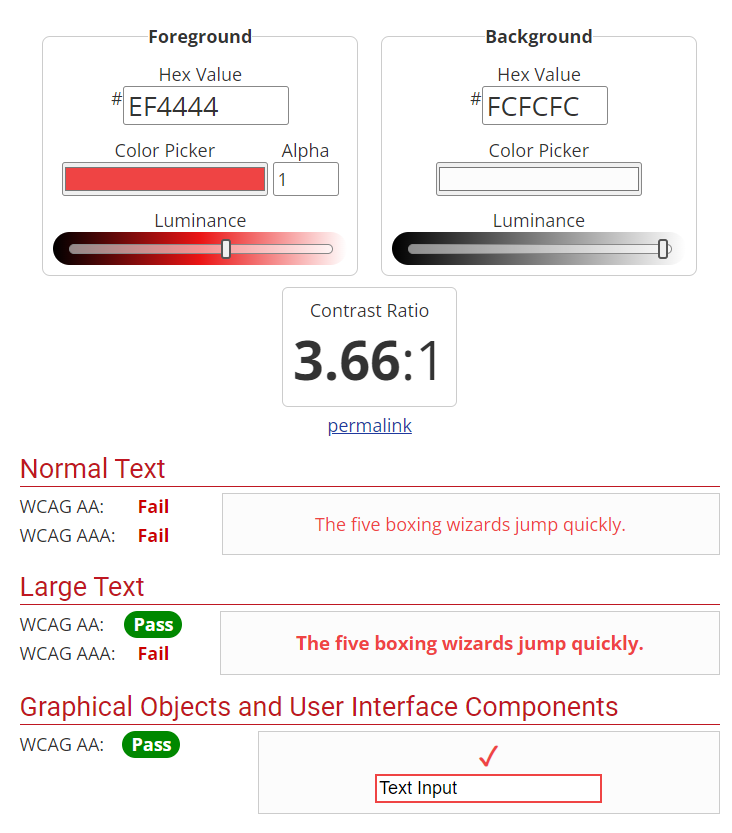 Foreground
Hex Value
# EF4444
Color Picker Alpha
1
Luminance
Background
Hex Value
# FCFCFC
Color Picker
Luminance
Contrast Ratio
3.66:1
permalink
Normal Text
WCAG AA: Fail
WCAG AAA: Fail
The five boxing wizards jump quickly.
Large Text
WCAG AA: Pass
WCAG AAA: Fail
The five boxing wizards jump quickly.
Graphical Objects and User Interface Components
WCAG AA: Pass
✓
Text Input